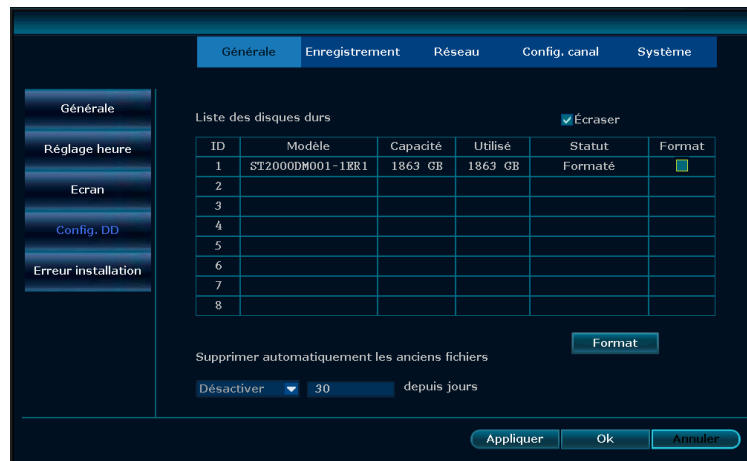 Générale Enregistrement Réseau Config. canal Système
Générale
Réglage heure
Ecran
Config. DD
Erreur installation
Liste des disques durs
Écraser
ID Modèle Capacité Utilisé Statut Format
1 ST2000DM001-1ER1 1863 GB 1863 GB Formaté
2
3
4
5
6
7
8
Format
Supprimer automatiquement les anciens fichiers
Désactiver 30 depuis jours
Appliquer Ok Annuler